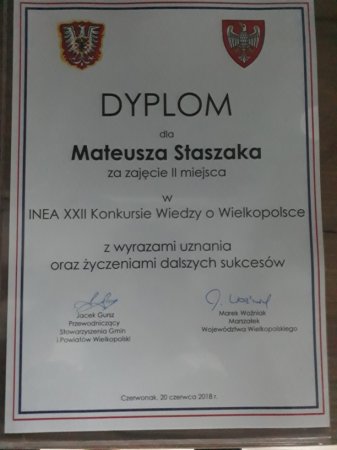 DYPLOM
dla
Mateusza Staszaka
za zajęcie II miejsca
w
INEA XXII Konkursie Wiedzy o Wielkopolsce
z wyrazami uznania
oraz życzeniami dalszych sukcesów
Jacek Gursz
Przewodniczący
Stowarzyszenia Gmin
i Powiatów Wielkopolski
Marek Woźniak
Marszałek
Województwa Wielkopolskiego
Czerwonak, 20 czerwca 2018 r.